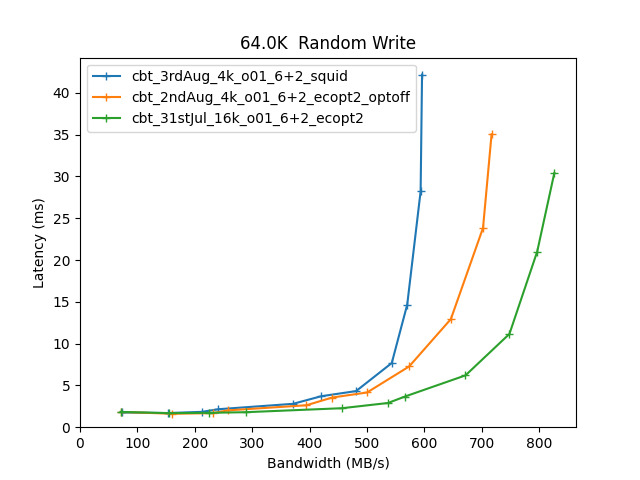 64.0K  Random Write
cbt_3rdAug_4k_o01_6+2_squid
cbt_2ndAug_4k_o01_6+2_ecopt2_optoff
cbt_31stJul_16k_o01_6+2_ecopt2
Latency (ms)
40
35
30
25
20
15
10
5
0
0 100 200 300 400 500 600 700 800
Bandwidth (MB/s)